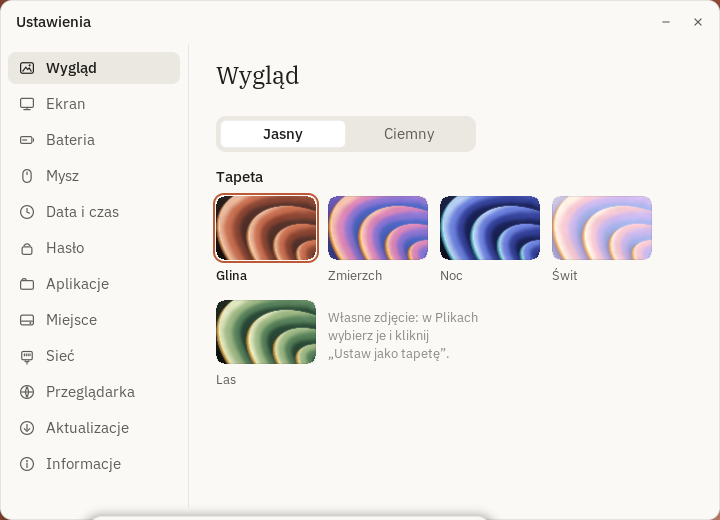 Ustawienia
Wygląd
Ekran
Bateria
Mysz
Data i czas
Hasło
Aplikacje
Miejsce
Sieć
Przeglądarka
Aktualizacje
Informacje
Wygląd
Jasny
Ciemny
Tapeta
Glina
Zmierzch
Noc
Świt
Las
Własne zdjęcie: w Plikach
wybierz je i kliknij
„Ustaw jako tapetę”.